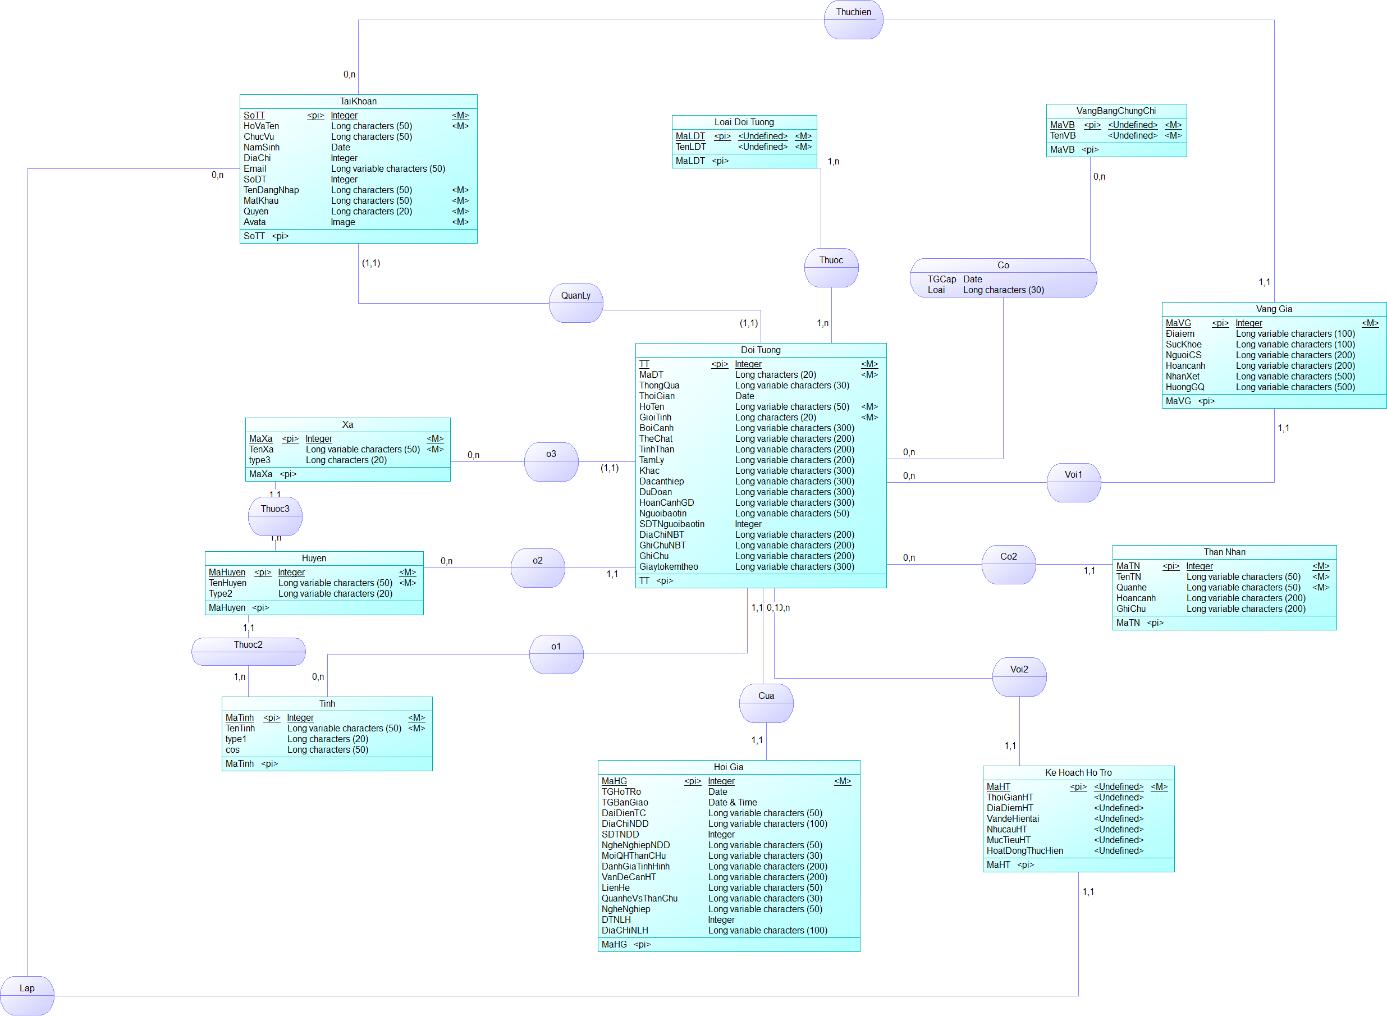 Thuchien
0,n
TaiKhoan
SoTT <pi> Integer <M>
HoVaTen Long characters (50) <M>
ChucVu Long characters (50)
NamSinh Date
DiaChi Integer
Email Long variable characters (50)
SoDT Integer
TenDangNhap Long characters (50) <M>
MatKhau Long characters (50) <M>
Quyen Long characters (20) <M>
Avata Image <M>
SoTT <pi>
0,n
(1,1)
Loai Doi Tuong
MaLDT <pi> <Undefined> <M>
TenLDT <Undefined> <M>
MaLDT <pi>
1,n
VangBangChungChi
MaVB <pi> <Undefined> <M>
TenVB <Undefined> <M>
MaVB <pi>
0,n
Thuoc
1,n
Co
TGCap Date
Loai Long characters (30)
QuanLy
(1,1)
1,1
Vang Gia
MaVG <pi> Integer <M>
Điaiem Long variable characters (100)
SucKhoe Long variable characters (100)
NguoiCS Long variable characters (200)
Hoancanh Long variable characters (200)
NhanXet Long variable characters (500)
HuongGQ Long variable characters (500)
MaVG <pi>
1,1
Doi Tuong
TT <pi> Integer <M>
MaDT Long characters (20) <M>
ThongQua Long variable characters (30)
ThoiGian Date
HoTen Long variable characters (50) <M>
GioiTinh Long characters (20) <M>
BoiCanh Long variable characters (300)
TheChat Long variable characters (200)
TinhThan Long variable characters (200)
TamLy Long variable characters (200)
Khac Long variable characters (300)
Dacanthiep Long variable characters (300)
DuDoan Long variable characters (300)
HoanCanhGD Long variable characters (300)
Nguoibaotin Long variable characters (50)
SDTNguoibaotin Integer
DiaChiNBT Long variable characters (200)
GhiChuNBT Long variable characters (200)
GhiChu Long variable characters (200)
Giaytokemtheo Long variable characters (300)
TT <pi>
0,n
0,n
Voi1
Xa
MaXa <pi> Integer <M>
TenXa Long variable characters (50) <M>
type3 Long characters (20)
MaXa <pi>
0,n
o3
(1,1)
1,1
Thuoc3
1,n
Huyen
MaHuyen <pi> Integer <M>
TenHuyen Long variable characters (50) <M>
Type2 Long variable characters (20)
MaHuyen <pi>
0,n
o2
1,1
0,n
Co2
1,1
Than Nhan
MaTN <pi> Integer <M>
TenTN Long variable characters (50) <M>
Quanhe Long variable characters (50) <M>
Hoancanh Long variable characters (200)
GhiChu Long variable characters (200)
MaTN <pi>
1,1
Thuoc2
1,n
1,1
0,1
0,n
o1
0,n
Tinh
MaTinh <pi> Integer <M>
TenTinh Long variable characters (50) <M>
type1 Long characters (20)
cos Long characters (50)
MaTinh <pi>
Cua
1,1
Voi2
1,1
Hoi Gia
MaHG <pi> Integer <M>
TGHoTRo Date
TGBanGiao Date & Time
DaiDienTC Long variable characters (50)
DiaChiNDD Long variable characters (100)
SDTNDD Integer
NgheNghiepNDD Long variable characters (50)
MoiQHThanCHu Long variable characters (30)
DanhGiaTinhHinh Long variable characters (200)
VanDeCanHT Long variable characters (200)
LienHe Long variable characters (50)
QuanheVsThanChu Long variable characters (30)
NgheNghiep Long variable characters (50)
DTNLH Integer
DiaCHiNLH Long variable characters (100)
MaHG <pi>
Ke Hoach Ho Tro
MaHT <pi> <Undefined> <M>
ThoiGianHT <Undefined>
DiaDiemHT <Undefined>
VandeHientai <Undefined>
NhucauHT <Undefined>
MucTieuHT <Undefined>
HoatDongThucHien <Undefined>
MaHT <pi>
1,1
Lap